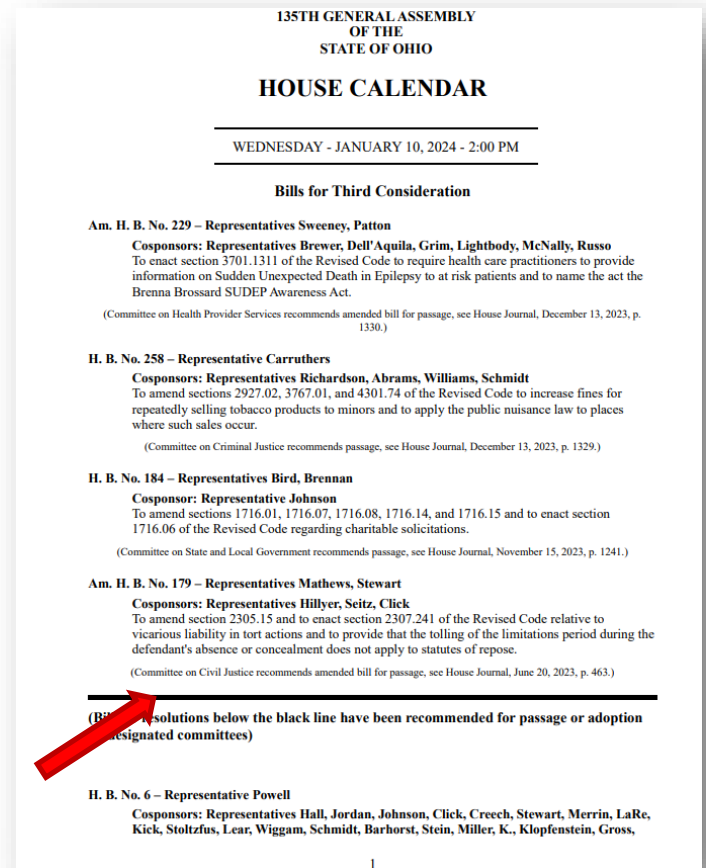 135TH GENERAL ASSEMBLY
OF THE
STATE OF OHIO
HOUSE CALENDAR
WEDNESDAY - JANUARY 10, 2024 - 2:00 PM
Bills for Third Consideration
Am. H. B. No. 229 – Representatives Sweeney, Patton
Cosponsors: Representatives Brewer, Dell'Aquila, Grim, Lightbody, McNally, Russo
To enact section 3701.1311 of the Revised Code to require health care practitioners to provide
information on Sudden Unexpected Death in Epilepsy to at risk patients and to name the act the
Brenna Brossard SUDEP Awareness Act.
(Committee on Health Provider Services recommends amended bill for passage, see House Journal, December 13, 2023, p.
1330.)
H. B. No. 258 – Representative Carruthers
Cosponsors: Representatives Richardson, Abrams, Williams, Schmidt
To amend sections 2927.02, 3767.01, and 4301.74 of the Revised Code to increase fines for
repeatedly selling tobacco products to minors and to apply the public nuisance law to places
where such sales occur.
(Committee on Criminal Justice recommends passage, see House Journal, December 13, 2023, p. 1329.)
H. B. No. 184 – Representatives Bird, Brennan
Cosponsor: Representative Johnson
To amend sections 1716.01, 1716.07, 1716.08, 1716.14, and 1716.15 and to enact section
1716.06 of the Revised Code regarding charitable solicitations.
(Committee on State and Local Government recommends passage, see House Journal, November 15, 2023, p. 1241.)
Am. H. B. No. 179 – Representatives Mathews, Stewart
Cosponsors: Representatives Hillyer, Seitz, Click
To amend section 2305.15 and to enact section 2307.241 of the Revised Code relative to
vicarious liability in tort actions and to provide that the tolling of the limitations period during the
defendant's absence or concealment does not apply to statutes of repose.
(Committee on Civil Justice recommends amended bill for passage, see House Journal, June 20, 2023, p. 463.)
below the black line have been recommended for passage or adoption
committees)
H. B. No. 6 – Representative Powell
Cosponsors: Representatives Hall, Jordan, Johnson, Click, Creech, Stewart, Merrin, LaRe,
Kick, Stoltzfus, Lear, Wiggam, Schmidt, Barhorst, Stein, Miller, K., Klopfenstein, Gross,
1